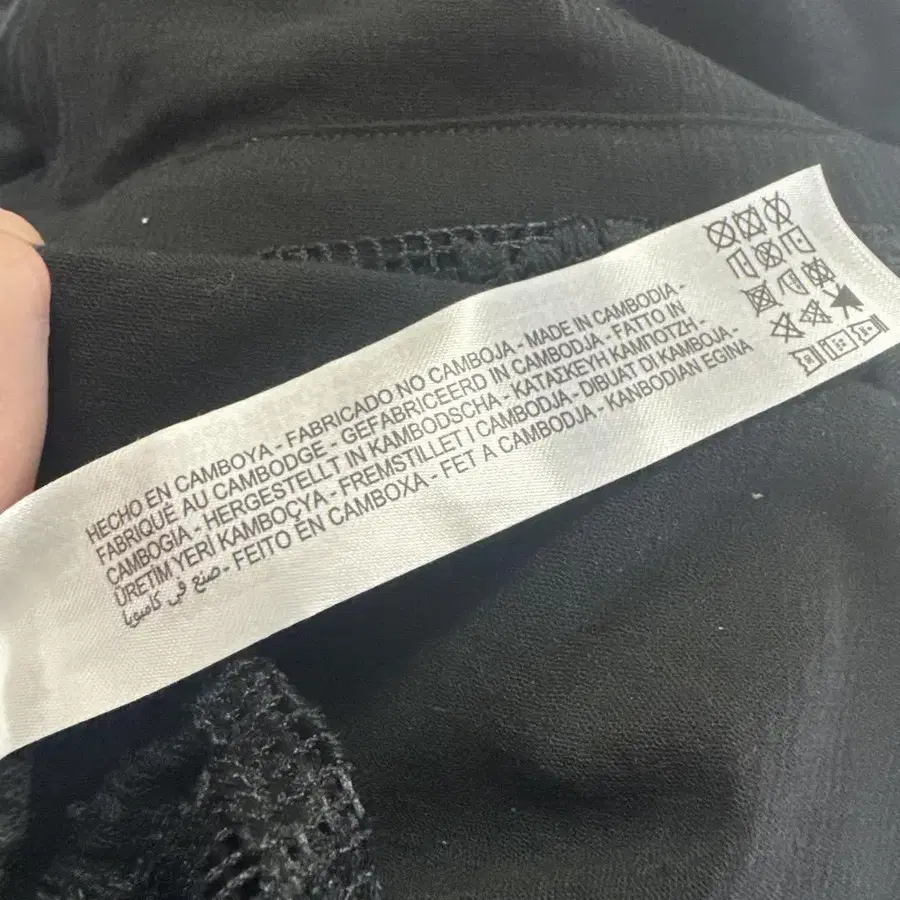 HECHO EN CAMBOYA - FABRICADO NO CAMBOJA - MADE IN CAMBODIA -
FABRIQUÉ AU CAMBODGE - GEFABRICEERD IN CAMBODJA - FATTO IN
CAMBOGIA - HERGESTELLT IN KAMBODSCHA - ΚΑΤΑΣΚΕΥΗ ΚΑΜΠΟΤΖΗ -
ÜRETIM YERİ KAMBOÇYA - FREMSTILLET I CAMBODJA - DIBUAT DI KAMBOJA -
صنع في كامبوديا - FEITO EN CAMBOXA - FET A CAMBODJA - KANBODIAN EGINA